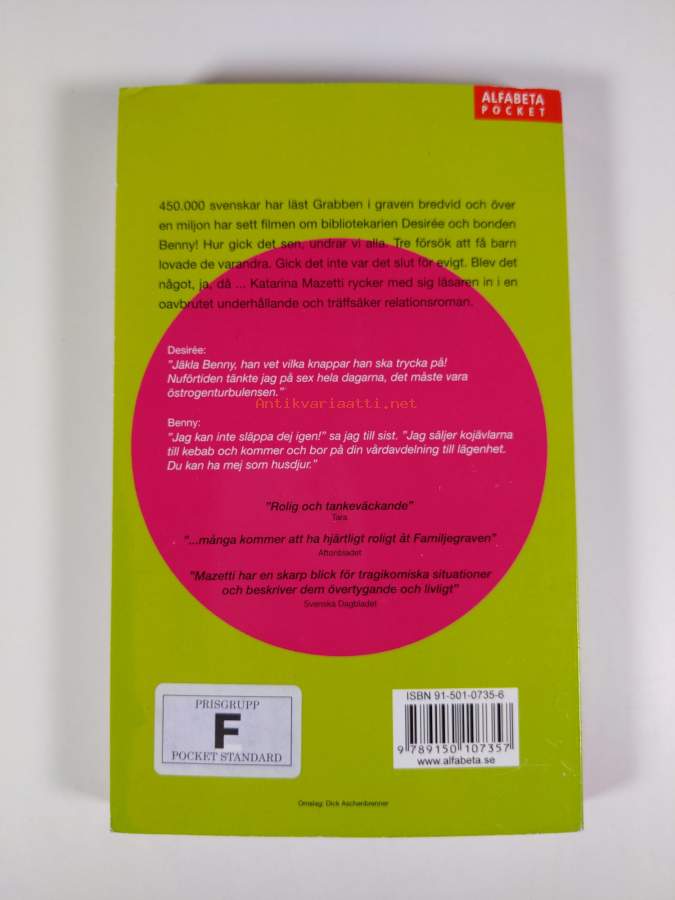 ALFABETA
POCKET
450.000 svenskar har läst Grabben i graven bredvid och över
en miljon har sett filmen om bibliotekarien Desirée och bonden
Benny! Hur gick det sen, undrar vi alla. Tre försök att få barn
lovade de varandra. Gick det inte var det slut för evigt. Blev det
något, ja, då ... Katarina Mazetti rycker med sig läsaren in i en
oavbrutet underhållande och träffsäker relationsroman.
Desirée:
"Jäkla Benny, han vet vilka knappar han ska trycka på!
Nuförtiden tänkte jag på sex hela dagarna, det måste vara
östrogenturbulensen."
Antikvariaatti.net
Benny:
"Jag kan inte släppa dej igen!" sa jag till sist. "Jag säljer kojävlarna
till kebab och kommer och bor på din vårdavdelning till lägenhet.
Du kan ha mej som husdjur."
"Rolig och tankeväckande"
Tara
"...många kommer att ha hjärtligt roligt åt Familjegraven"
Aftonbladet
"Mazetti har en skarp blick för tragikomiska situationer
och beskriver dem övertygande och livligt"
Svenska Dagbladet
PRISGRUPP
F
POCKET STANDARD
ISBN 91-501-0735-6
9 789150 107357
www.alfabeta.se
Omslag: Dick Aschenbrenner